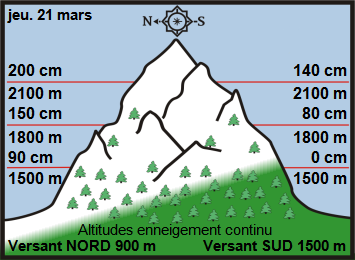 jeu. 21 mars
N S
200 cm 140 cm
2100 m 2100 m
150 cm 80 cm
1800 m 1800 m
90 cm 0 cm
1500 m 1500 m
Altitudes enneigement continu
Versant NORD 900 m Versant SUD 1500 m